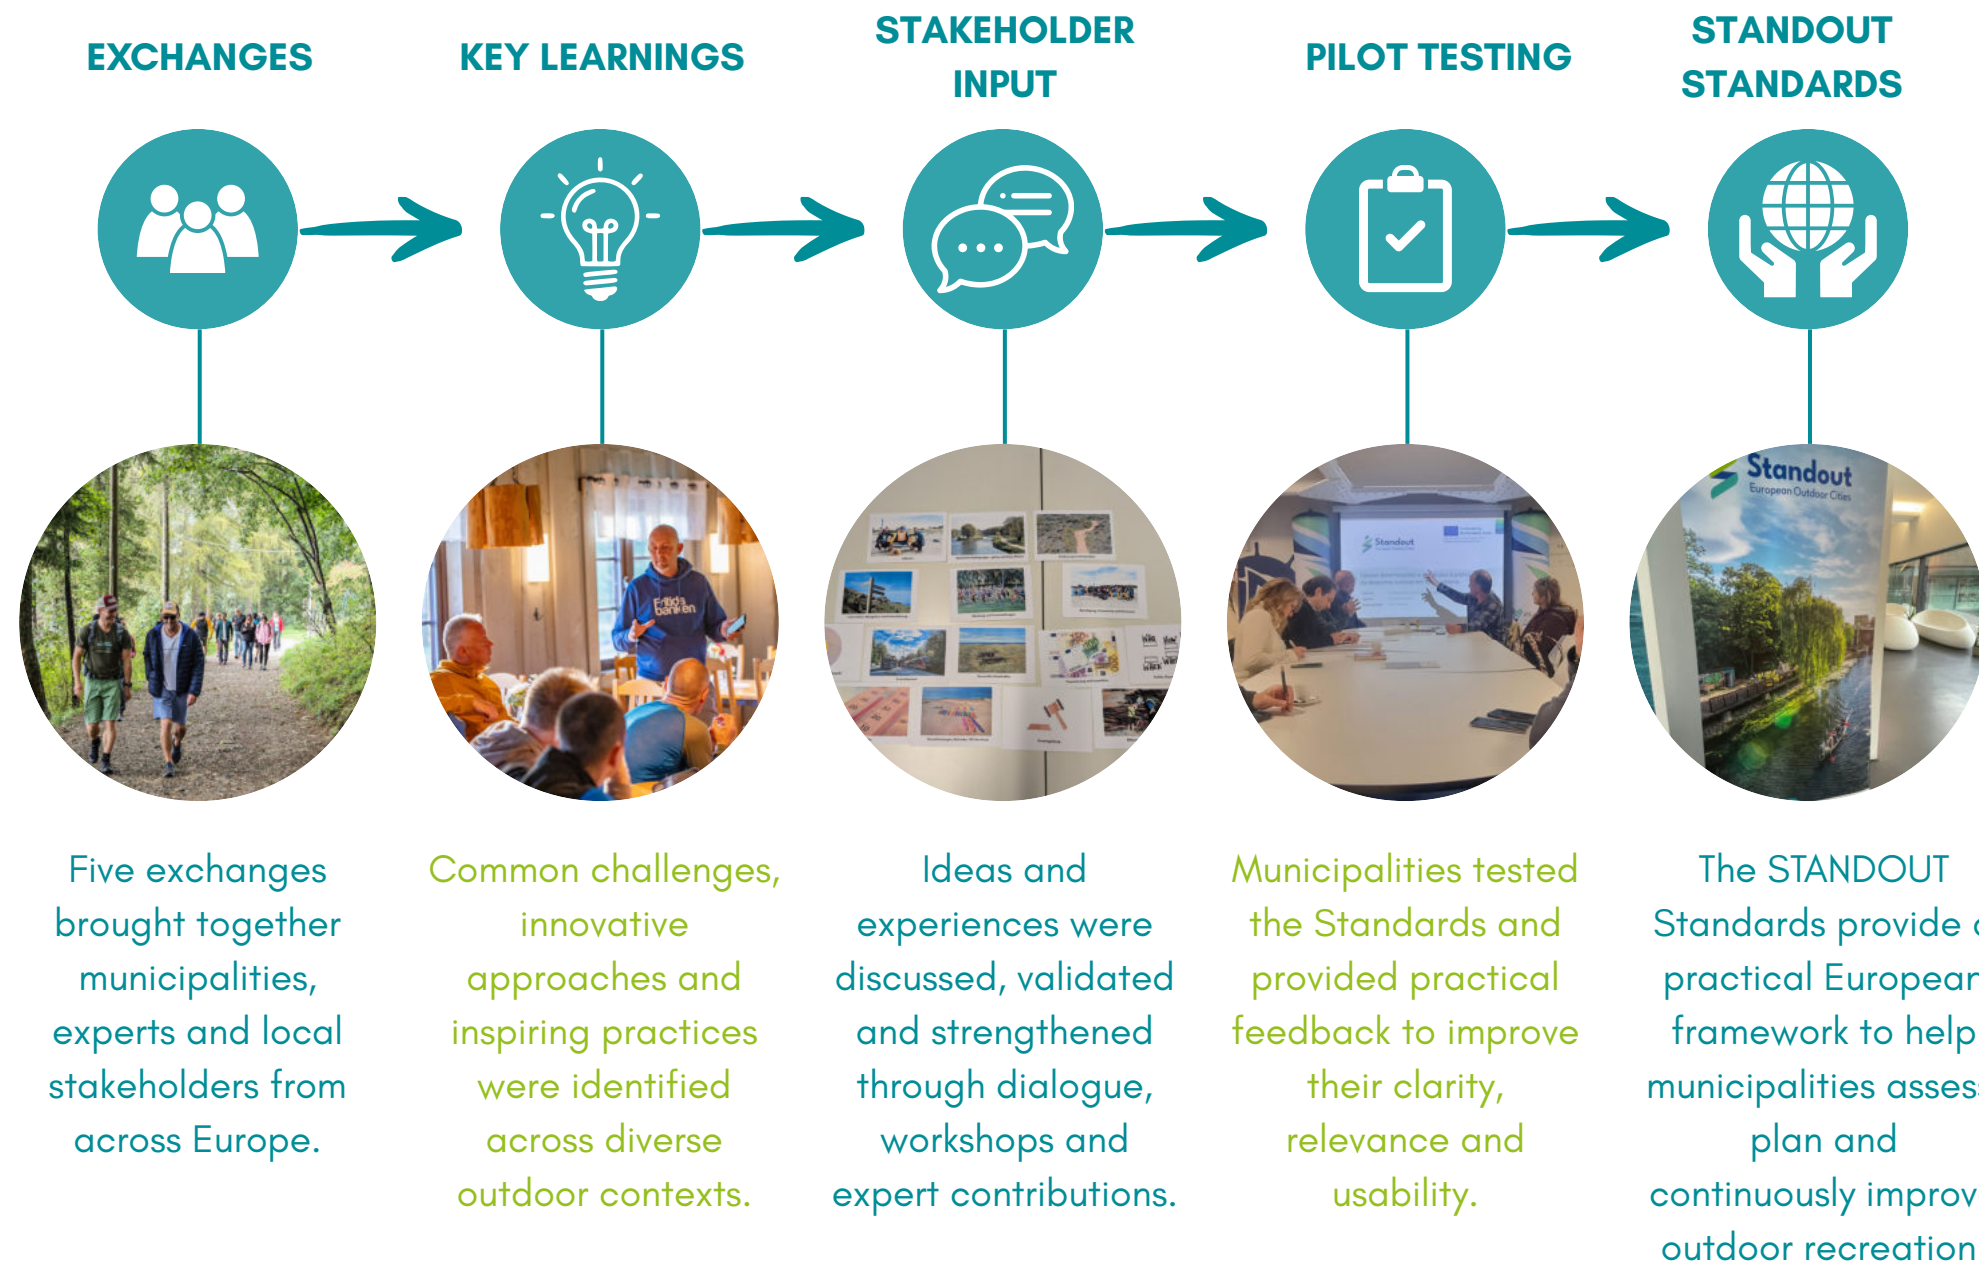 EXCHANGES
KEY LEARNINGS
STAKEHOLDER
INPUT
PILOT TESTING
STANDOUT
STANDARDS
Fritids
banken
Standout
Standout
European Outdoor Cities
Five exchanges
brought together
municipalities,
experts and local
stakeholders from
across Europe.
Common challenges,
innovative
approaches and
inspiring practices
were identified
across diverse
outdoor contexts.
Ideas and
experiences were
discussed, validated
and strengthened
through dialogue,
workshops and
expert contributions.
Municipalities tested
the Standards and
provided practical
feedback to improve
their clarity,
relevance and
usability.
The STANDOUT
Standards provide
practical European
framework to help
municipalities asses
plan and
continuously improv
outdoor recreation